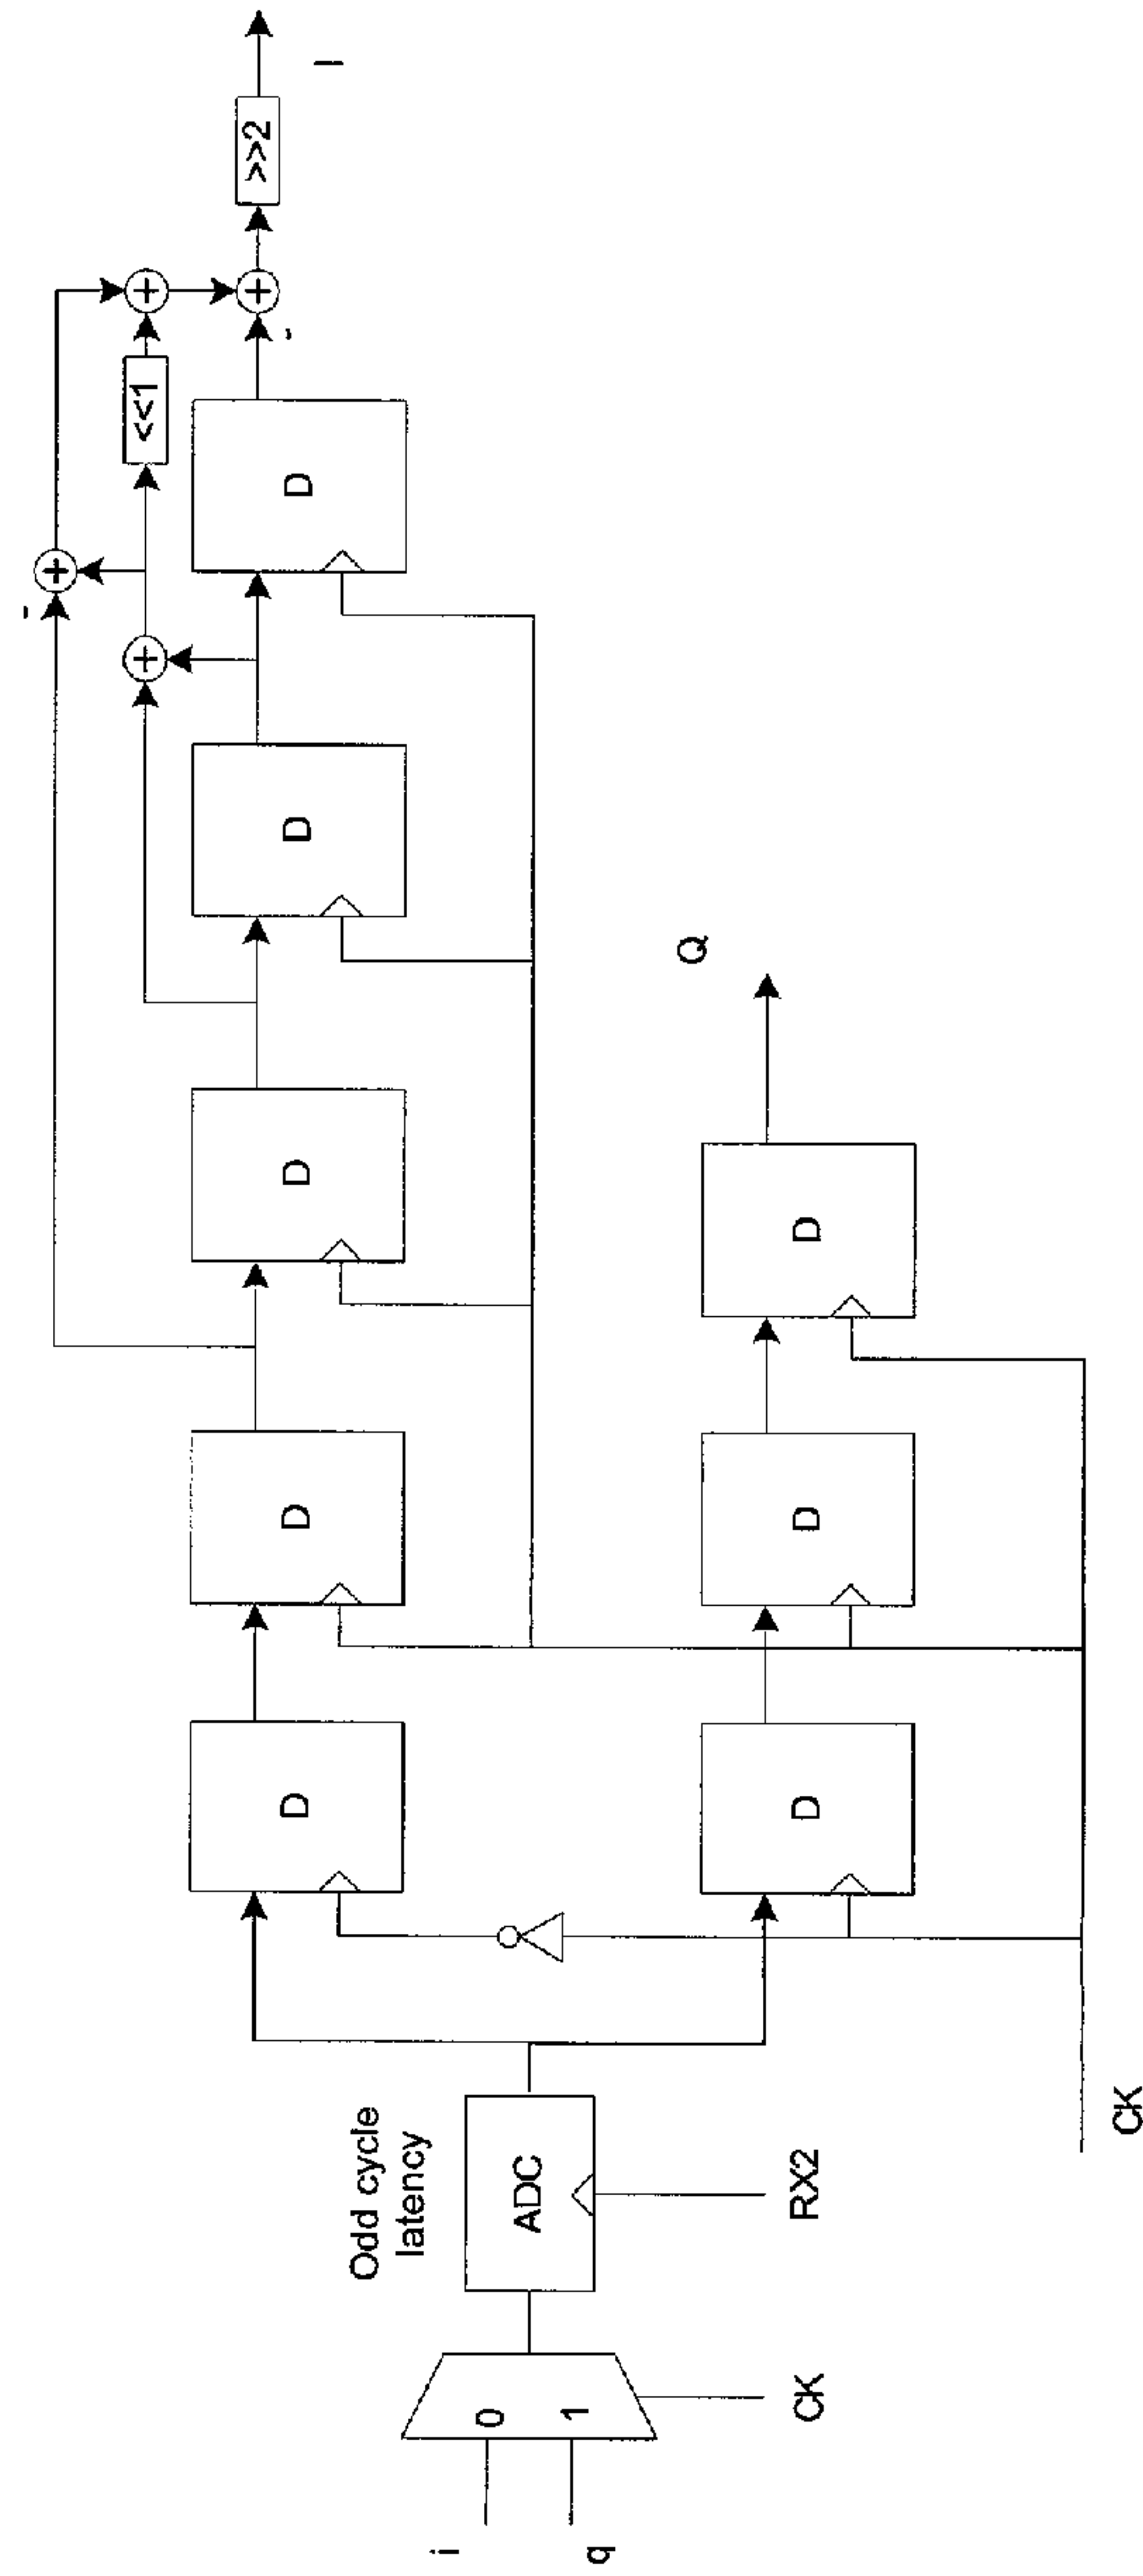 i
q
0
1
CK
Odd cycle
latency
ADC
RX2
CK
D
D
D
D
D
D
D
D
-
<<1
+
+
+
+
-
>>2
I
Q